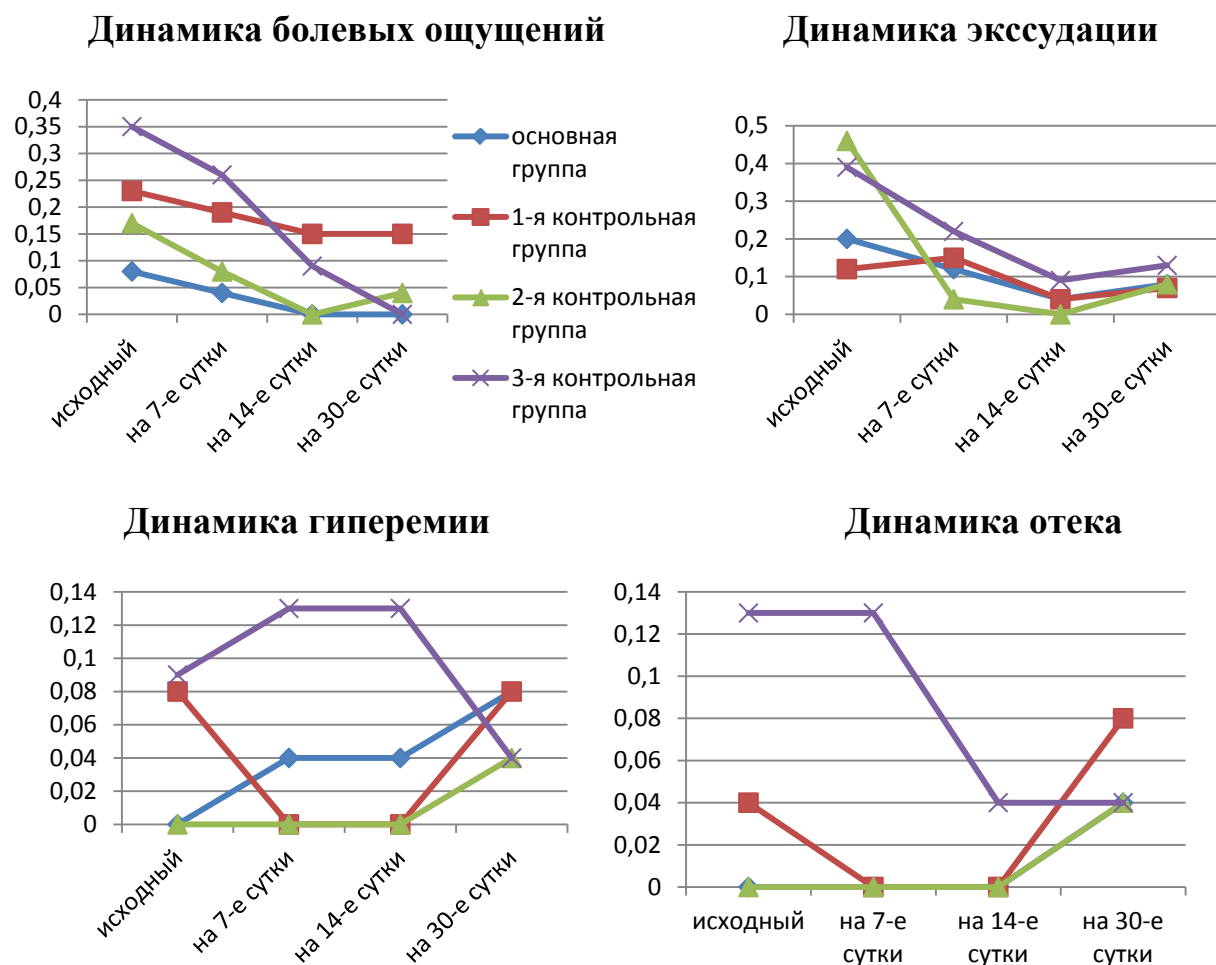 Динамика болевых ощущений
0,4
0,35
0,3
0,25
0,2
0,15
0,1
0,05
0
исходный
на 7-е сутки
на 14-е сутки
на 30-е сутки
основная
группа
1-я контрольная
группа
2-я контрольная
группа
3-я контрольная
группа
Динамика экссудации
0,5
0,4
0,3
0,2
0,1
0
исходный
на 7-е сутки
на 14-е сутки
на 30-е сутки
Динамика гиперемии
0,14
0,12
0,1
0,08
0,06
0,04
0,02
0
исходный
на 7-е сутки
на 14-е сутки
на 30-е сутки
Динамика отека
0,14
0,12
0,1
0,08
0,06
0,04
0,02
0
исходный
на 7-е
сутки
на 14-е
сутки
на 30-е
сутки